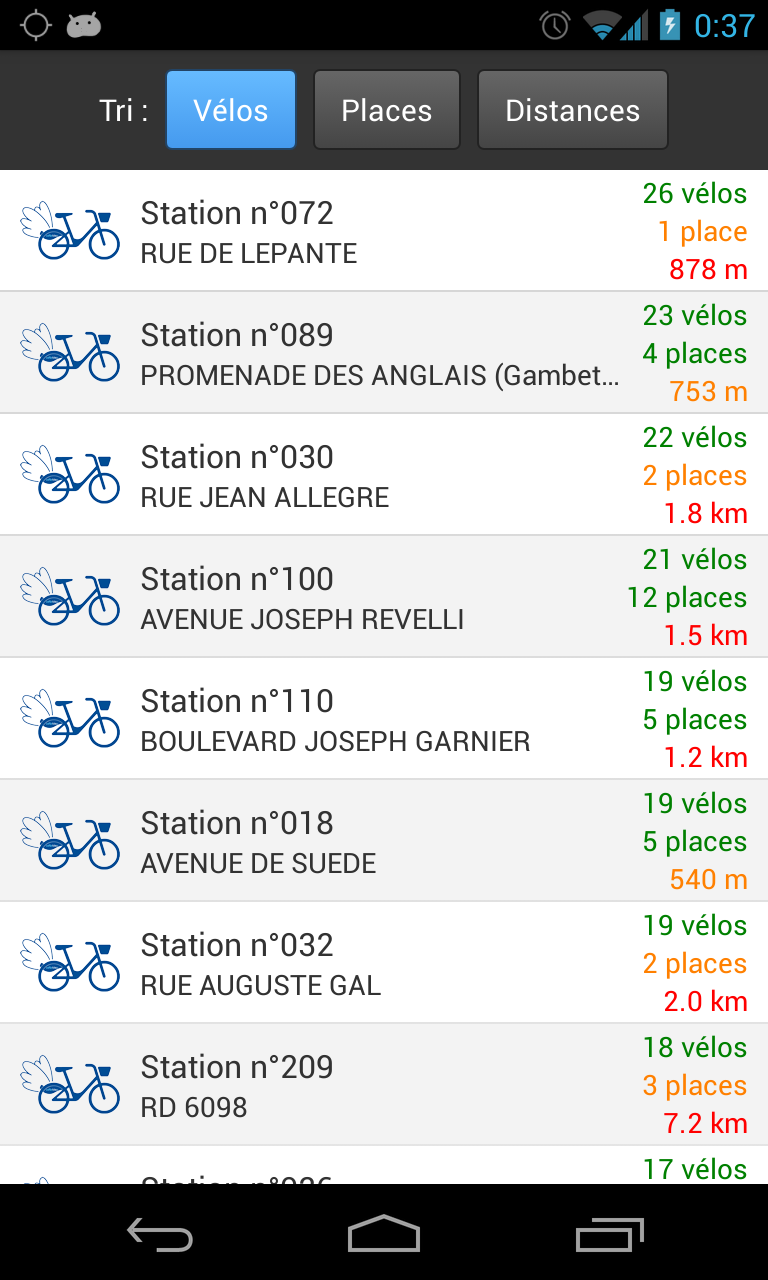 0:37
Tri :
Vélos
Places
Distances
Station n°072
RUE DE LEPANTE
26 vélos
1 place
878 m
Station n°089
PROMENADE DES ANGLAIS (Gambet...
23 vélos
4 places
753 m
Station n°030
RUE JEAN ALLEGRE
22 vélos
2 places
1.8 km
Station n°100
AVENUE JOSEPH REVELLI
21 vélos
12 places
1.5 km
Station n°110
BOULEVARD JOSEPH GARNIER
19 vélos
5 places
1.2 km
Station n°018
AVENUE DE SUEDE
19 vélos
5 places
540 m
Station n°032
RUE AUGUSTE GAL
19 vélos
2 places
2.0 km
Station n°209
RD 6098
18 vélos
3 places
7.2 km
Station
17 vélos